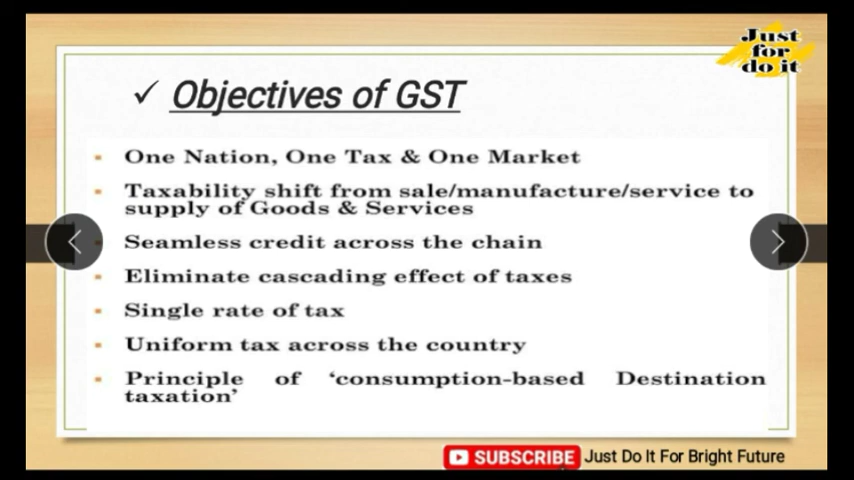 Just
for
do it
✓ Objectives of GST
▪ One Nation, One Tax & One Market
▪ Taxability shift from sale/manufacture/service to
supply of Goods & Services
▪ Seamless credit across the chain
▪ Eliminate cascading effect of taxes
▪ Single rate of tax
▪ Uniform tax across the country
▪ Principle of ‘consumption-based Destination
taxation’
SUBSCRIBE Just Do It For Bright Future